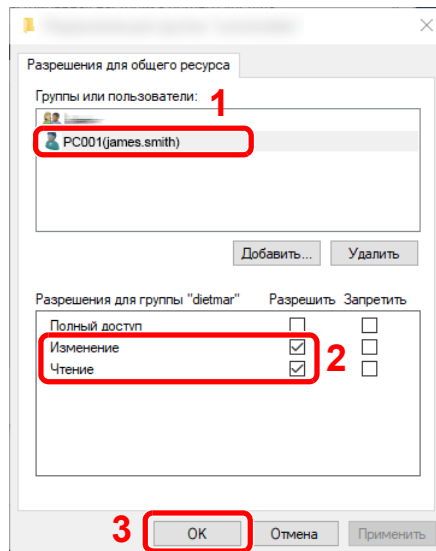 Разрешения для общего ресурса
Группы или пользователи: 1
PC001(james.smith)
Добавить... Удалить
Разрешения для группы "dietmar" Разрешить Запретить
Полный доступ
Изменение
2
Чтение
3 OK Отмена Применить